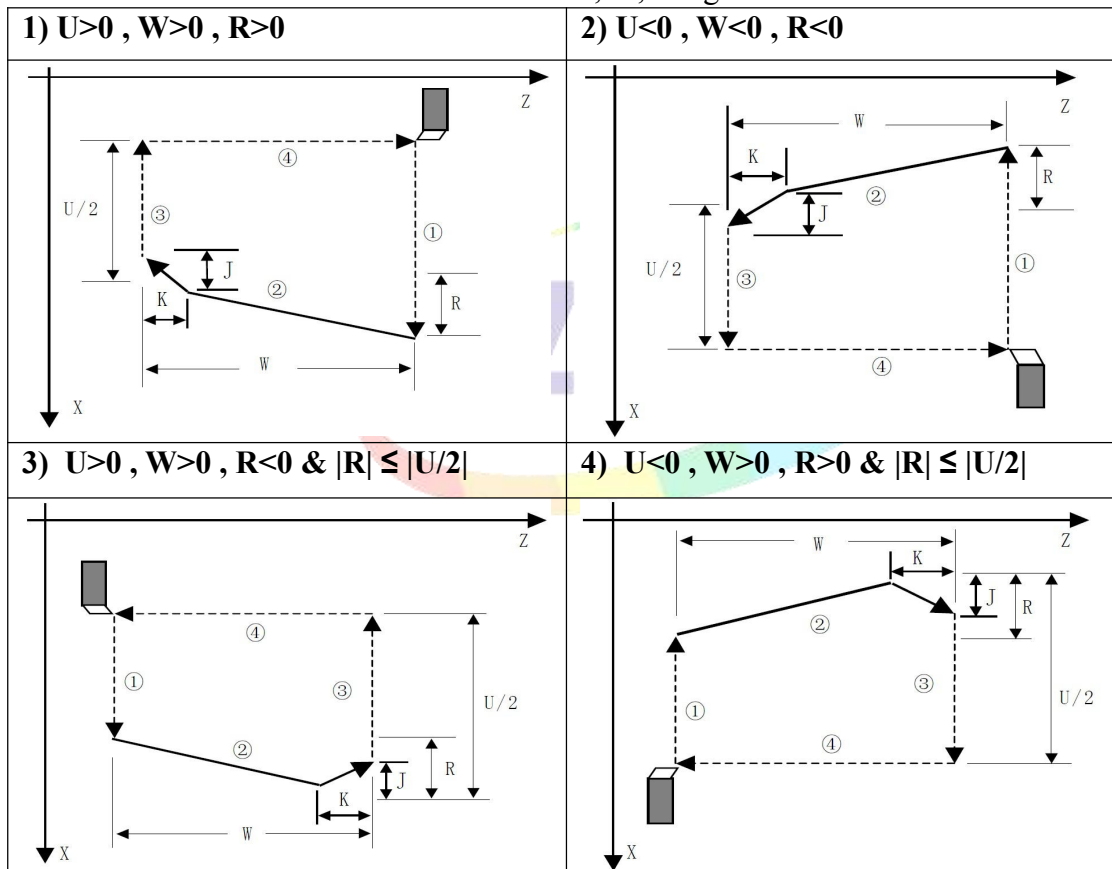 1) U>0 , W>0 , R>0
2) U<0 , W<0 , R<0
Z
④
U/2
③
①
J
②
K
R
W
X
Z
W
K
R
②
J
U/2
①
③
④
X
3) U>0 , W>0 , R<0 & |R| ≦ |U/2|
4) U<0 , W>0 , R>0 & |R| ≦ |U/2|
Z
④
①
③
U/2
②
R
J
K
W
X
Z
W
K
J
R
②
①
③
U/2
④
X